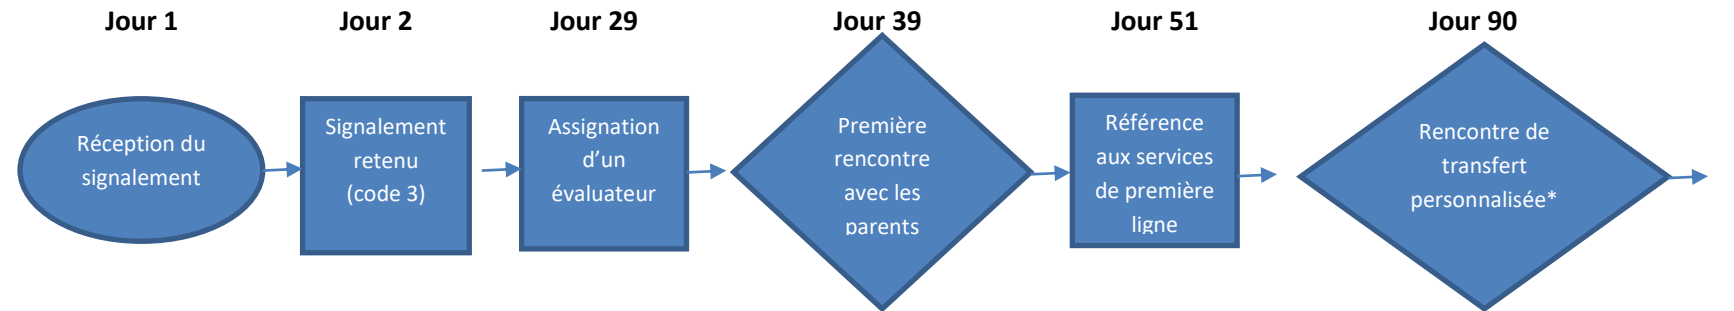 Jour 1
Jour 2
Jour 29
Jour 39
Jour 51
Jour 90
Réception du
signalement
Signalement
retenu
(code 3)
Assignation
d’un
évaluateur
Première
rencontre
avec les
parents
Référence
aux services
de première
ligne
Rencontre de
transfert
personnalisée*